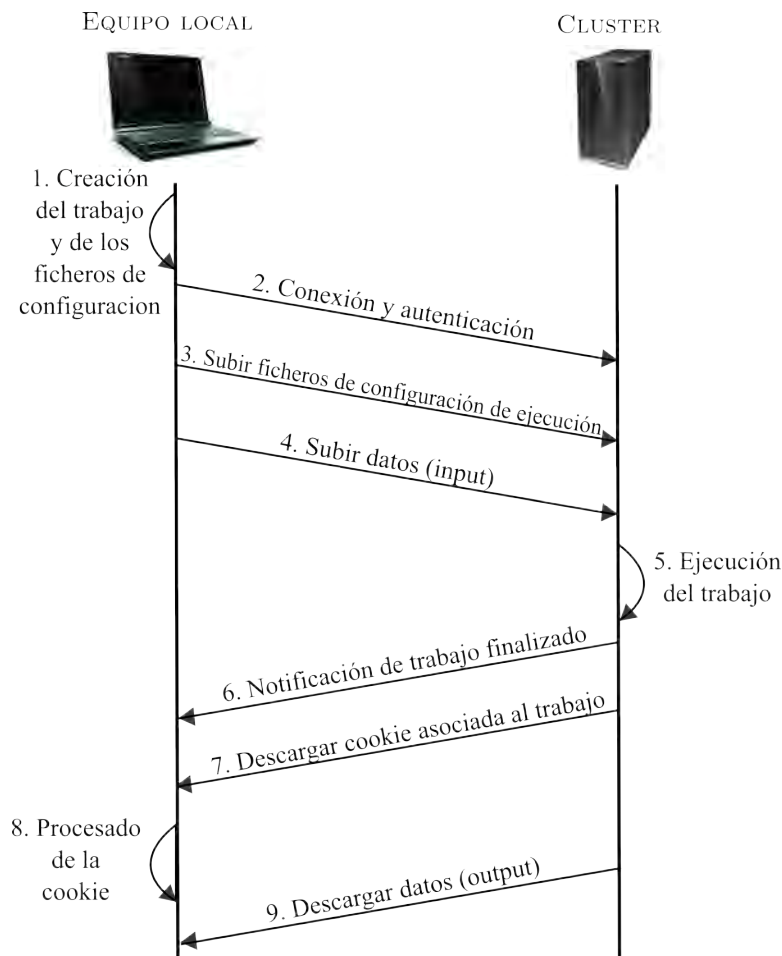 EQUIPO LOCAL
CLUSTER
1. Creación
del trabajo
y de los
ficheros de
configuracion
2. Conexión y autenticación
3. Subir ficheros de configuración de ejecución
4. Subir datos (input)
5. Ejecución
del trabajo
6. Notificación de trabajo finalizado
7. Descargar cookie asociada al trabajo
8. Procesado
de la
cookie
9. Descargar datos (output)